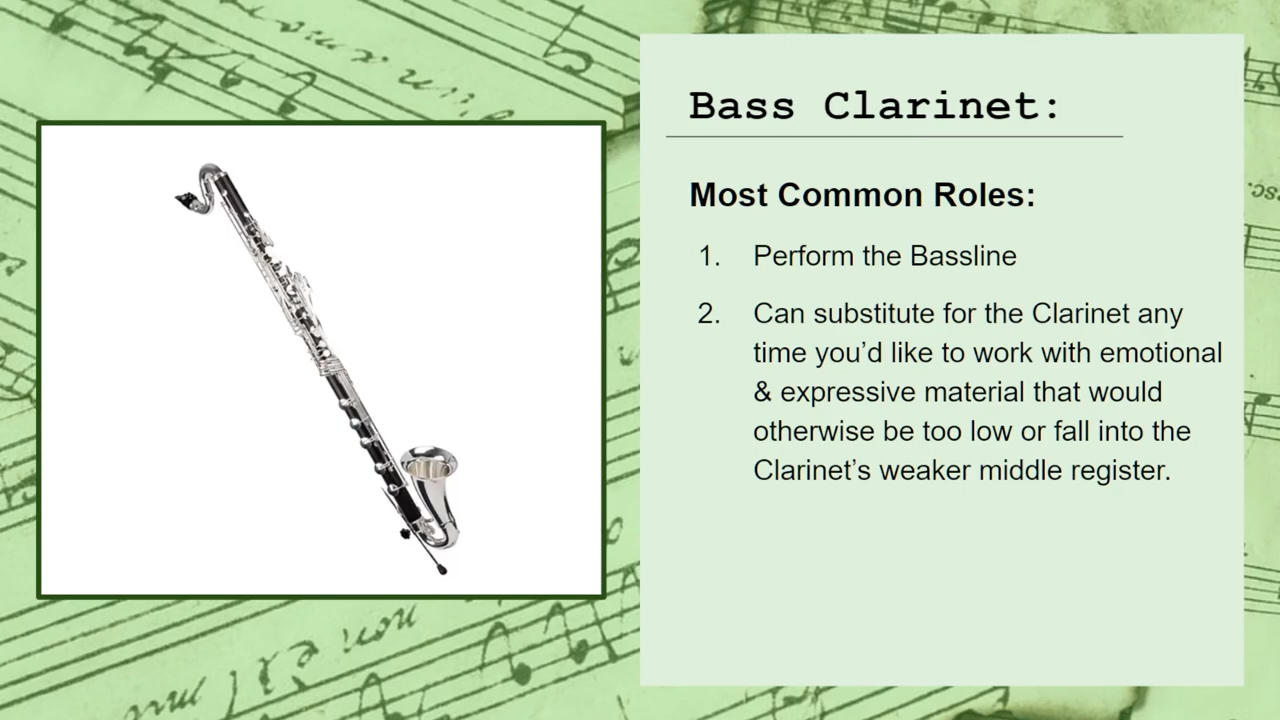 Bass Clarinet:
Most Common Roles:
1. Perform the Bassline
2. Can substitute for the Clarinet any
time you’d like to work with emotional
& expressive material that would
otherwise be too low or fall into the
Clarinet’s weaker middle register.